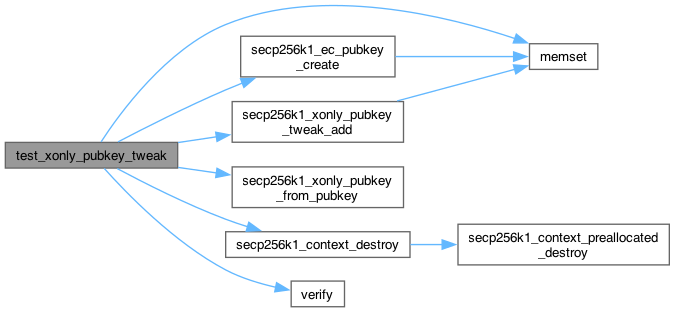 test_xonly_pubkey_tweak
secp256k1_ec_pubkey
_create
memset
secp256k1_xonly_pubkey
_tweak_add
secp256k1_xonly_pubkey
_from_pubkey
secp256k1_context_destroy
secp256k1_context_preallocated
_destroy
verify